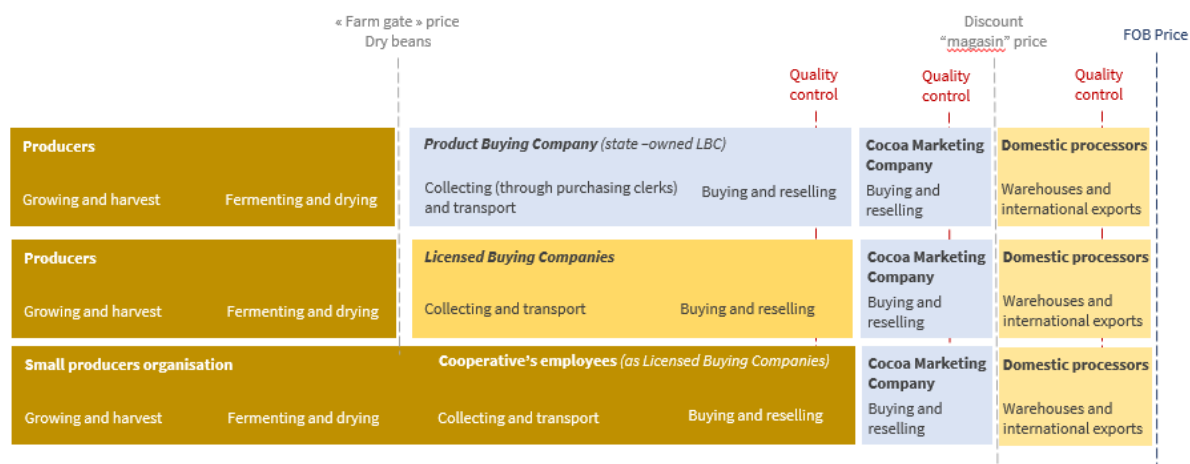 « Farm gate » price
Dry beans
Discount
“magasin” price
FOB Price
Quality
control
Quality
control
Quality
control
Producers
Growing and harvest
Fermenting and drying
Product Buying Company (state –owned LBC)
Collecting (through purchasing clerks)
and transport
Buying and reselling
Cocoa Marketing
Company
Buying and
reselling
Domestic processors
Warehouses and
international exports
Producers
Growing and harvest
Fermenting and drying
Licensed Buying Companies
Collecting and transport
Buying and reselling
Cocoa Marketing
Company
Buying and
reselling
Domestic processors
Warehouses and
international exports
Small producers organisation
Growing and harvest
Fermenting and drying
Cooperative’s employees (as Licensed Buying Companies)
Collecting and transport
Buying and reselling
Cocoa Marketing
Company
Buying and
reselling
Domestic processors
Warehouses and
international exports